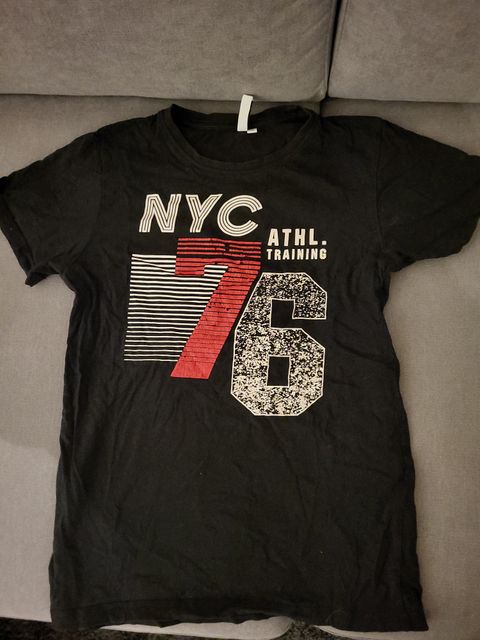 NYC
ATHL.
TRAINING
76